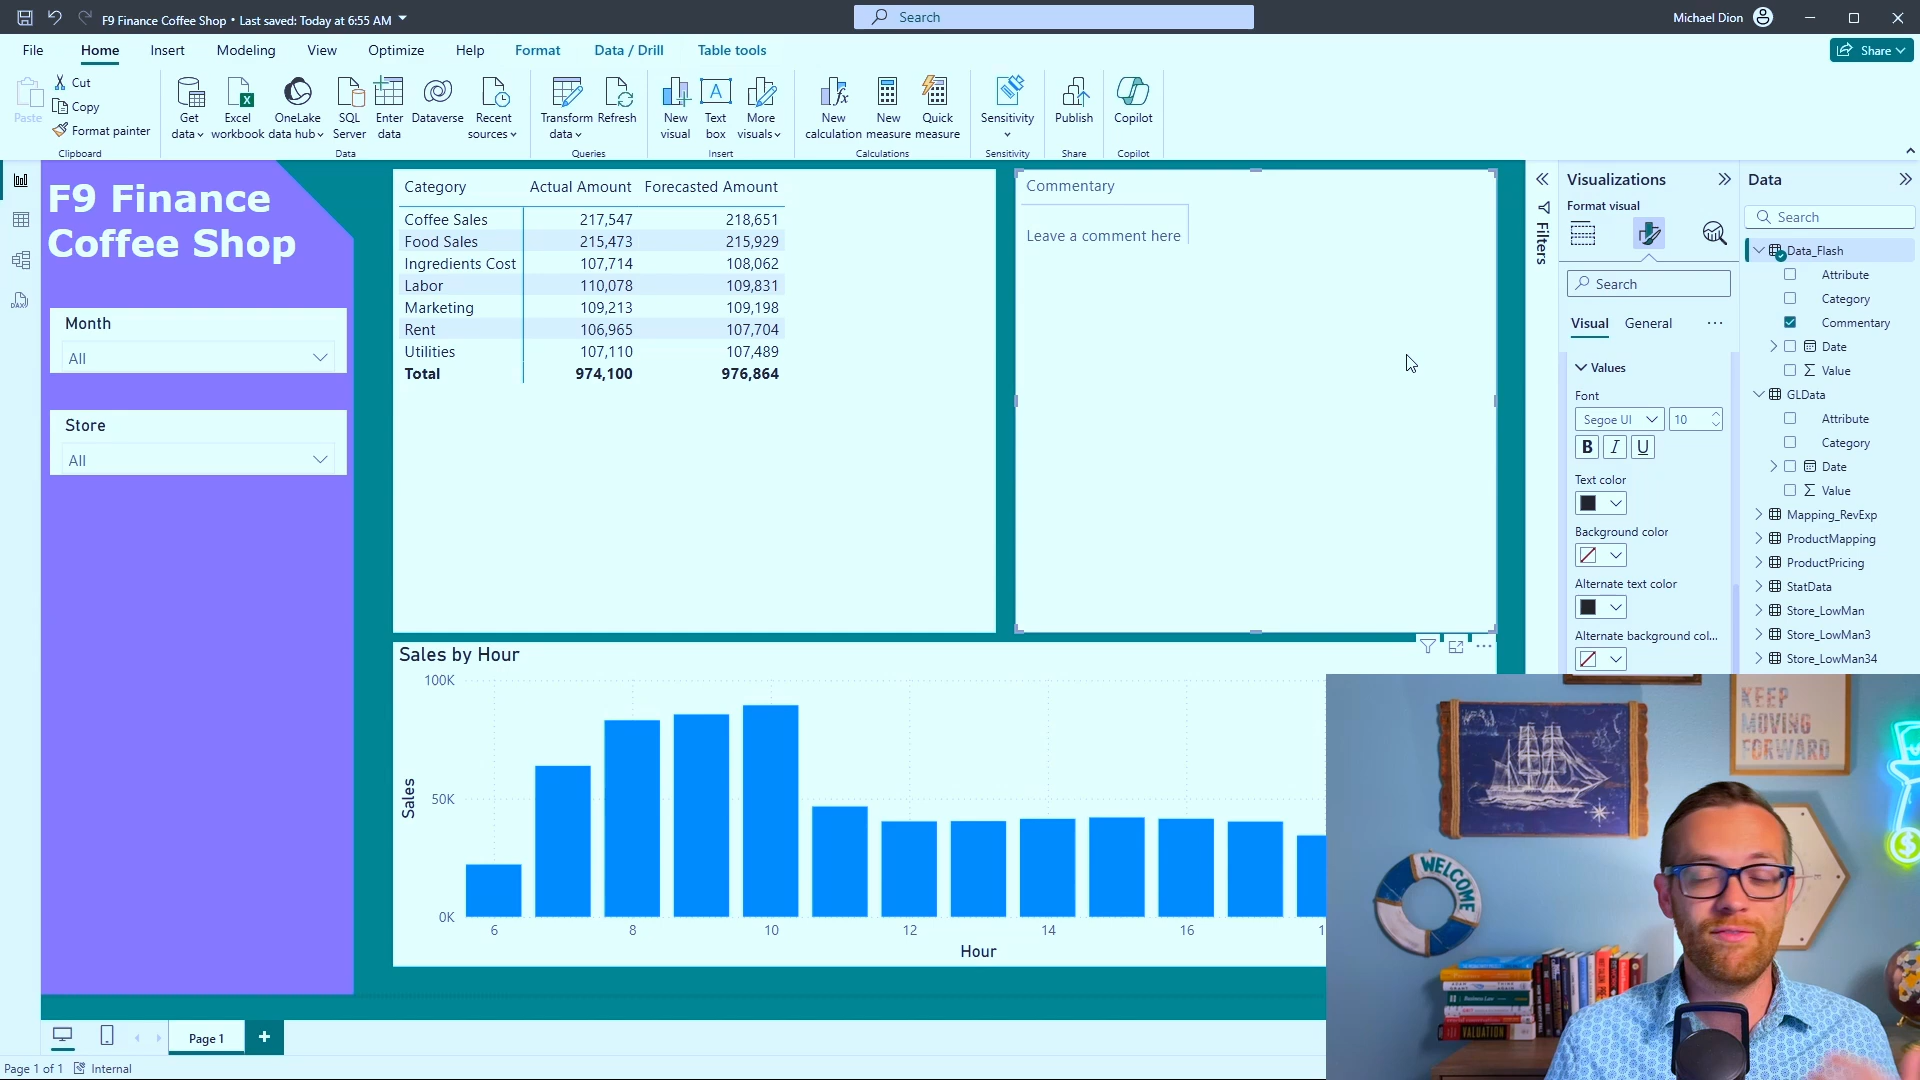 F9 Finance Coffee Shop • Last saved: Today at 6:55 AM
Search
Michael Dion
File Home Insert Modeling View Optimize Help Format Data / Drill Table tools
Share
Paste
Cut
Copy
Format painter
Clipboard
Get data
Excel workbook
OneLake data hub
SQL Server
Enter data
Dataverse
Recent sources
Data
Transform data
Refresh
Queries
New visual
Text box
More visuals
Insert
New calculation
New measure
Quick measure
Calculations
Sensitivity
Sensitivity
Publish
Share
Copilot
Copilot
F9 Finance
Coffee Shop
Month
All
Store
All
Category Actual Amount Forecasted Amount
Coffee Sales 217,547 218,651
Food Sales 215,473 215,929
Ingredients Cost 107,714 108,062
Labor 110,078 109,831
Marketing 109,213 109,198
Rent 106,965 107,704
Utilities 107,110 107,489
Total 974,100 976,864
Commentary
Leave a comment here
Sales by Hour
100K
50K
0K
Sales
6 8 10 12 14 16 1
Hour
Filters
Visualizations
Format visual
Search
Visual General
Values
Font
Segoe UI 10
B I U
Text color
Background color
Alternate text color
Alternate background col...
Data
Search
Data_Flash
Attribute
Category
Commentary
Date
Σ Value
GLData
Attribute
Category
Date
Σ Value
Mapping_RevExp
ProductMapping
ProductPricing
StatData
Store_LowMan
Store_LowMan3
Store_LowMan34
KEEP
MOVING
FORWARD
WELCOME
VALUATION
Page 1
Page 1 of 1 Internal